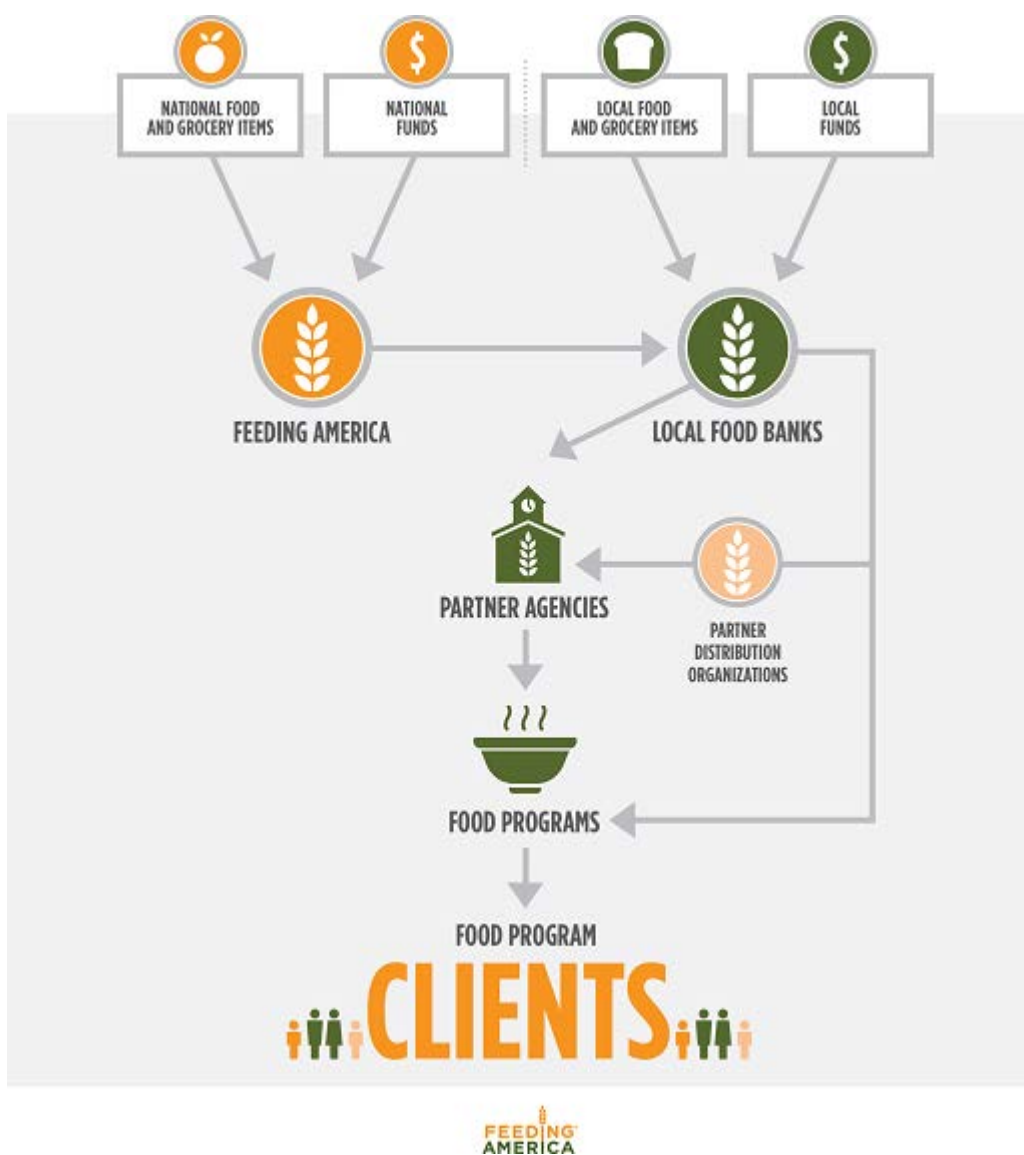 $
$
NATIONAL FOOD
AND GROCERY ITEMS
NATIONAL
FUNDS
LOCAL FOOD
AND GROCERY ITEMS
LOCAL
FUNDS
FEEDING AMERICA
LOCAL FOOD BANKS
PARTNER AGENCIES
PARTNER
DISTRIBUTION
ORGANIZATIONS
FOOD PROGRAMS
FOOD PROGRAM
CLIENTS
FEEDING
AMERICA